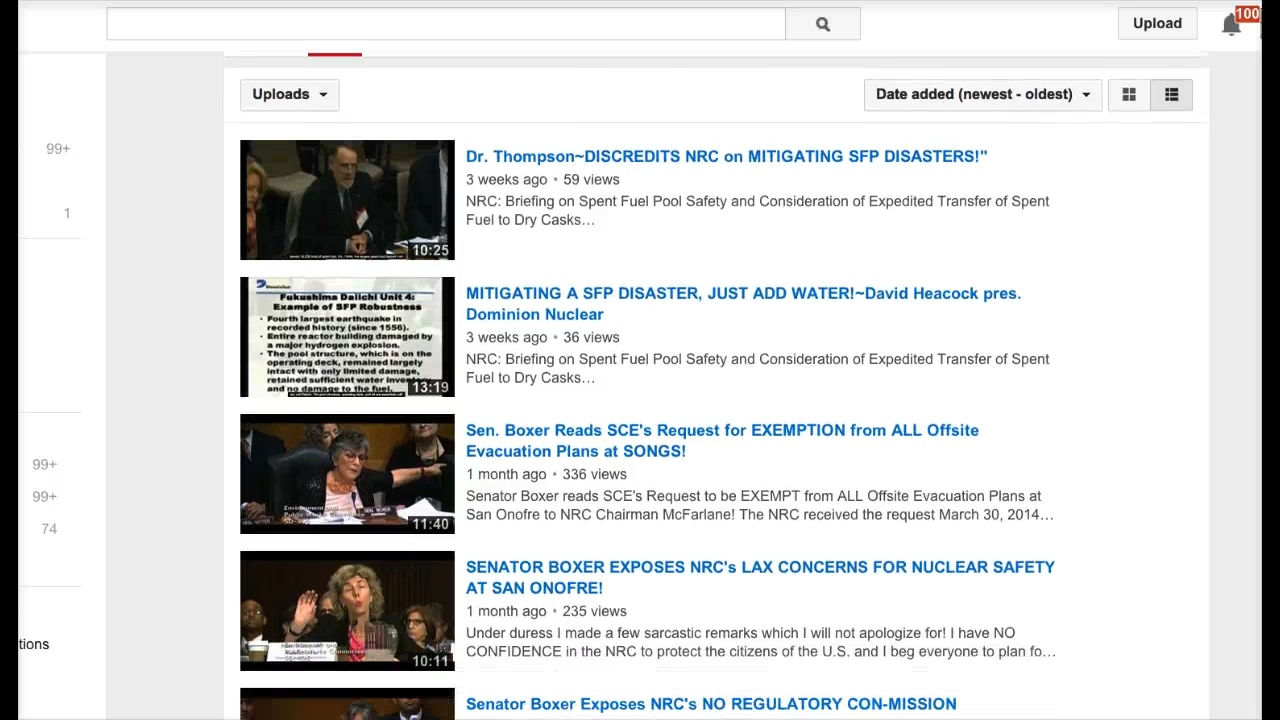 Upload
100
Uploads
Date added (newest - oldest)
99+
1
99+
99+
74
tions
Dr. Thompson~DISCREDITS NRC on MITIGATING SFP DISASTERS!"
3 weeks ago • 59 views
NRC: Briefing on Spent Fuel Pool Safety and Consideration of Expedited Transfer of Spent
Fuel to Dry Casks…
10:25
Fukushima Daiichi Unit 4:
Example of SFP Robustness
• Fourth largest earthquake in
recorded history (since 1556).
• Entire reactor building damaged by
a major hydrogen explosion.
• The pool structure, which is on the
operating deck, remained largely
intact with only limited damage,
retained sufficient water
and no damage to the fuel.
13:19
MITIGATING A SFP DISASTER, JUST ADD WATER!~David Heacock pres.
Dominion Nuclear
3 weeks ago • 36 views
NRC: Briefing on Spent Fuel Pool Safety and Consideration of Expedited Transfer of Spent
Fuel to Dry Casks…
11:40
Sen. Boxer Reads SCE's Request for EXEMPTION from ALL Offsite
Evacuation Plans at SONGS!
1 month ago • 336 views
Senator Boxer reads SCE's Request to be EXEMPT from ALL Offsite Evacuation Plans at
San Onofre to NRC Chairman McFarlane! The NRC received the request March 30, 2014…
10:11
SENATOR BOXER EXPOSES NRC's LAX CONCERNS FOR NUCLEAR SAFETY
AT SAN ONOFRE!
1 month ago • 235 views
Under duress I made a few sarcastic remarks which I will not apologize for! I have NO
CONFIDENCE in the NRC to protect the citizens of the U.S. and I beg everyone to plan fo…
Senator Boxer Exposes NRC's NO REGULATORY CON-MISSION